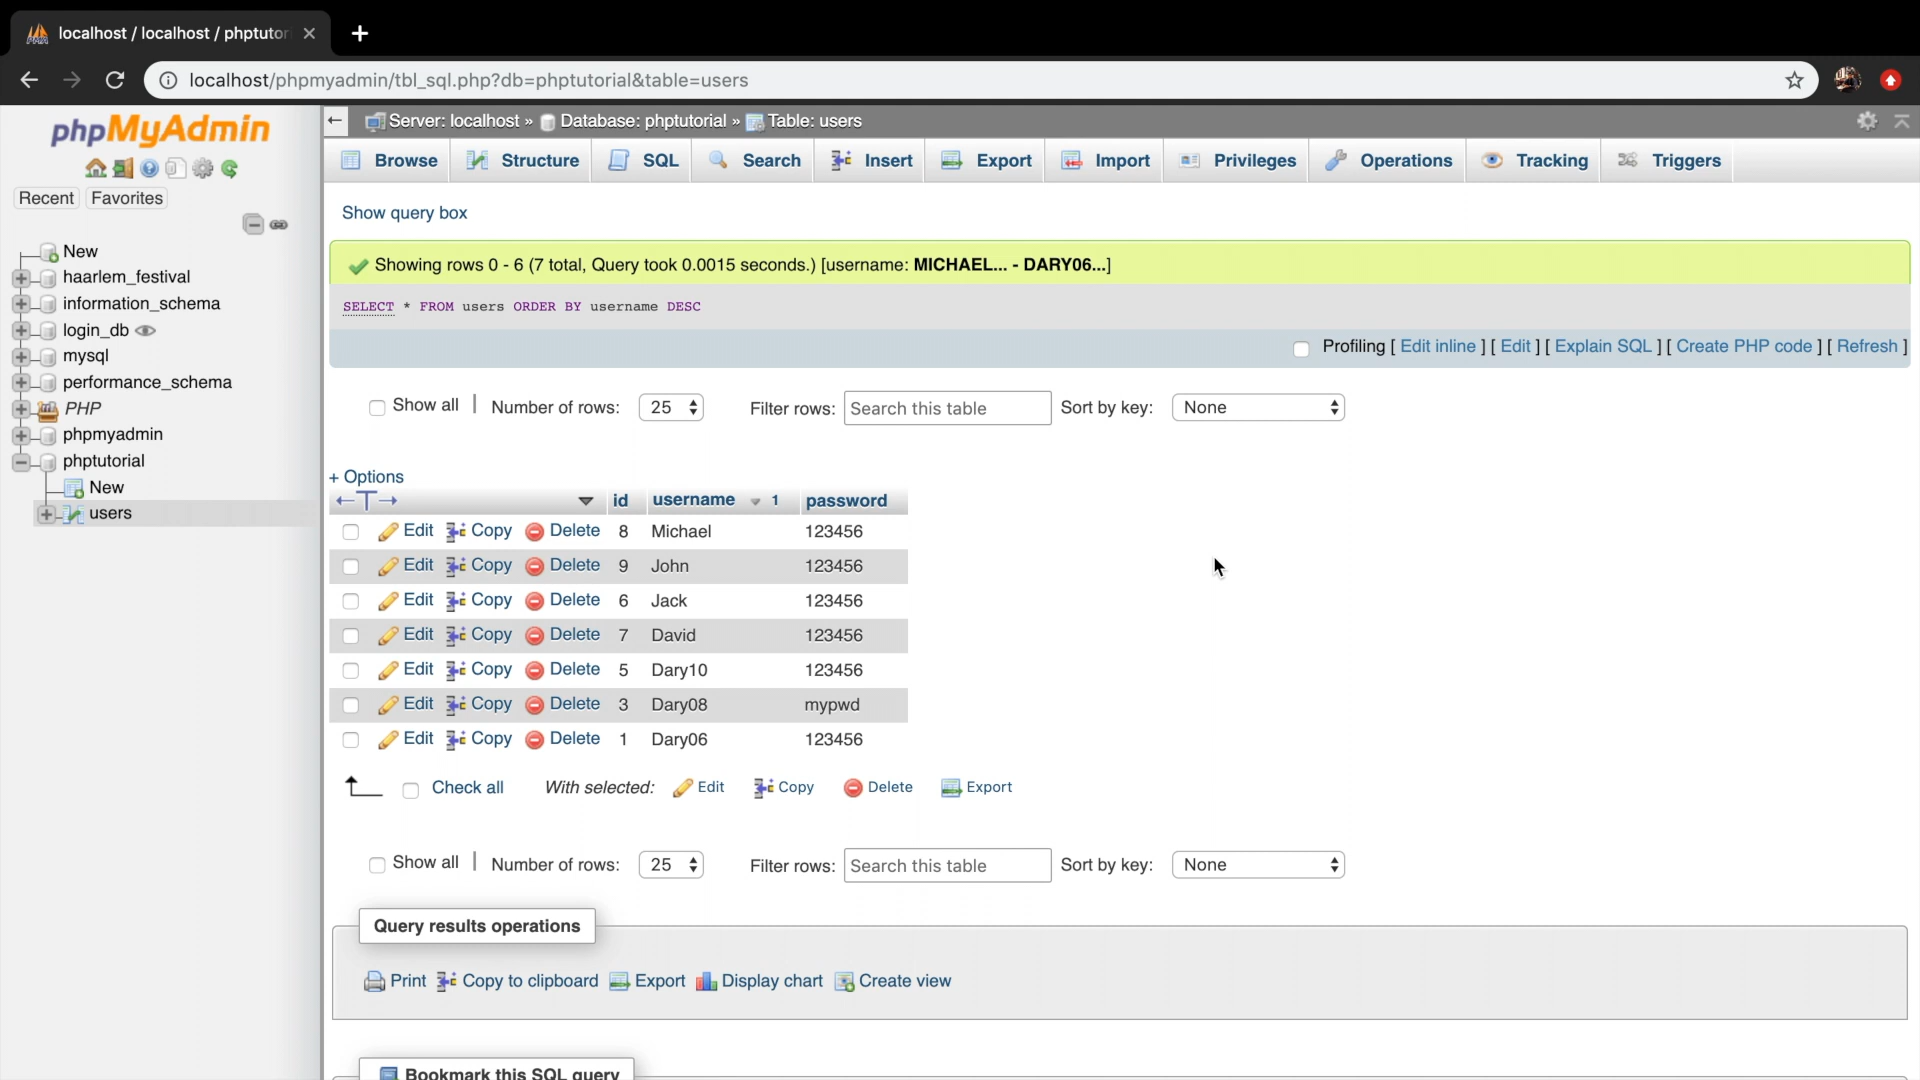 localhost / localhost / phptutor
localhost/phpmyadmin/tbl_sql.php?db=phptutorial&table=users
phpMyAdmin
Recent Favorites
New
haarlem_festival
information_schema
login_db
mysql
performance_schema
PHP
phpmyadmin
phptutorial
New
users
Server: localhost » Database: phptutorial » Table: users
Browse Structure SQL Search Insert Export Import Privileges Operations Tracking Triggers
Show query box
Showing rows 0 - 6 (7 total, Query took 0.0015 seconds.) [username: MICHAEL... - DARY06...]
SELECT * FROM users ORDER BY username DESC
Profiling [ Edit inline ] [ Edit ] [ Explain SQL ] [ Create PHP code ] [ Refresh ]
Show all | Number of rows: 25 Filter rows: Search this table Sort by key: None
+ Options
←T→ id username 1 password
Edit Copy Delete 8 Michael 123456
Edit Copy Delete 9 John 123456
Edit Copy Delete 6 Jack 123456
Edit Copy Delete 7 David 123456
Edit Copy Delete 5 Dary10 123456
Edit Copy Delete 3 Dary08 mypwd
Edit Copy Delete 1 Dary06 123456
Check all With selected: Edit Copy Delete Export
Show all | Number of rows: 25 Filter rows: Search this table Sort by key: None
Query results operations
Print Copy to clipboard Export Display chart Create view
Bookmark this SQL query